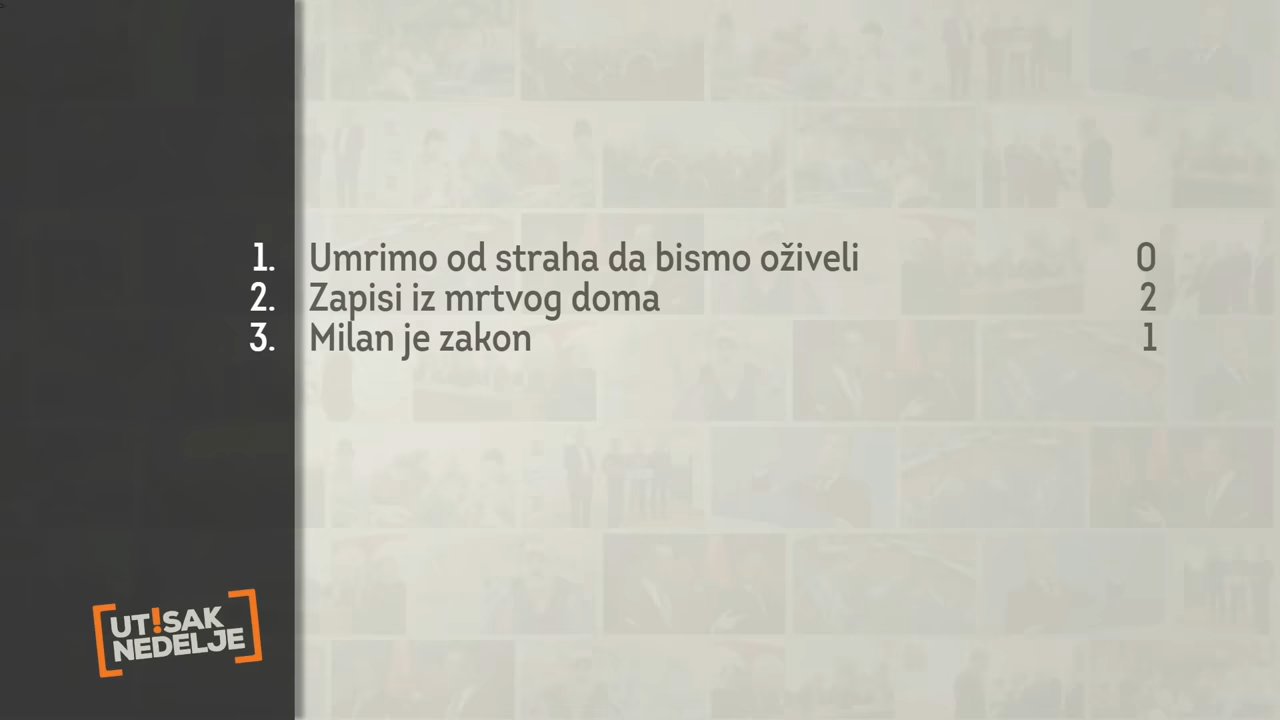 1. Umrimo od straha da bismo oživeli 0
2. Zapisi iz mrtvog doma 2
3. Milan je zakon 1
UT!SAK
NEDELJE